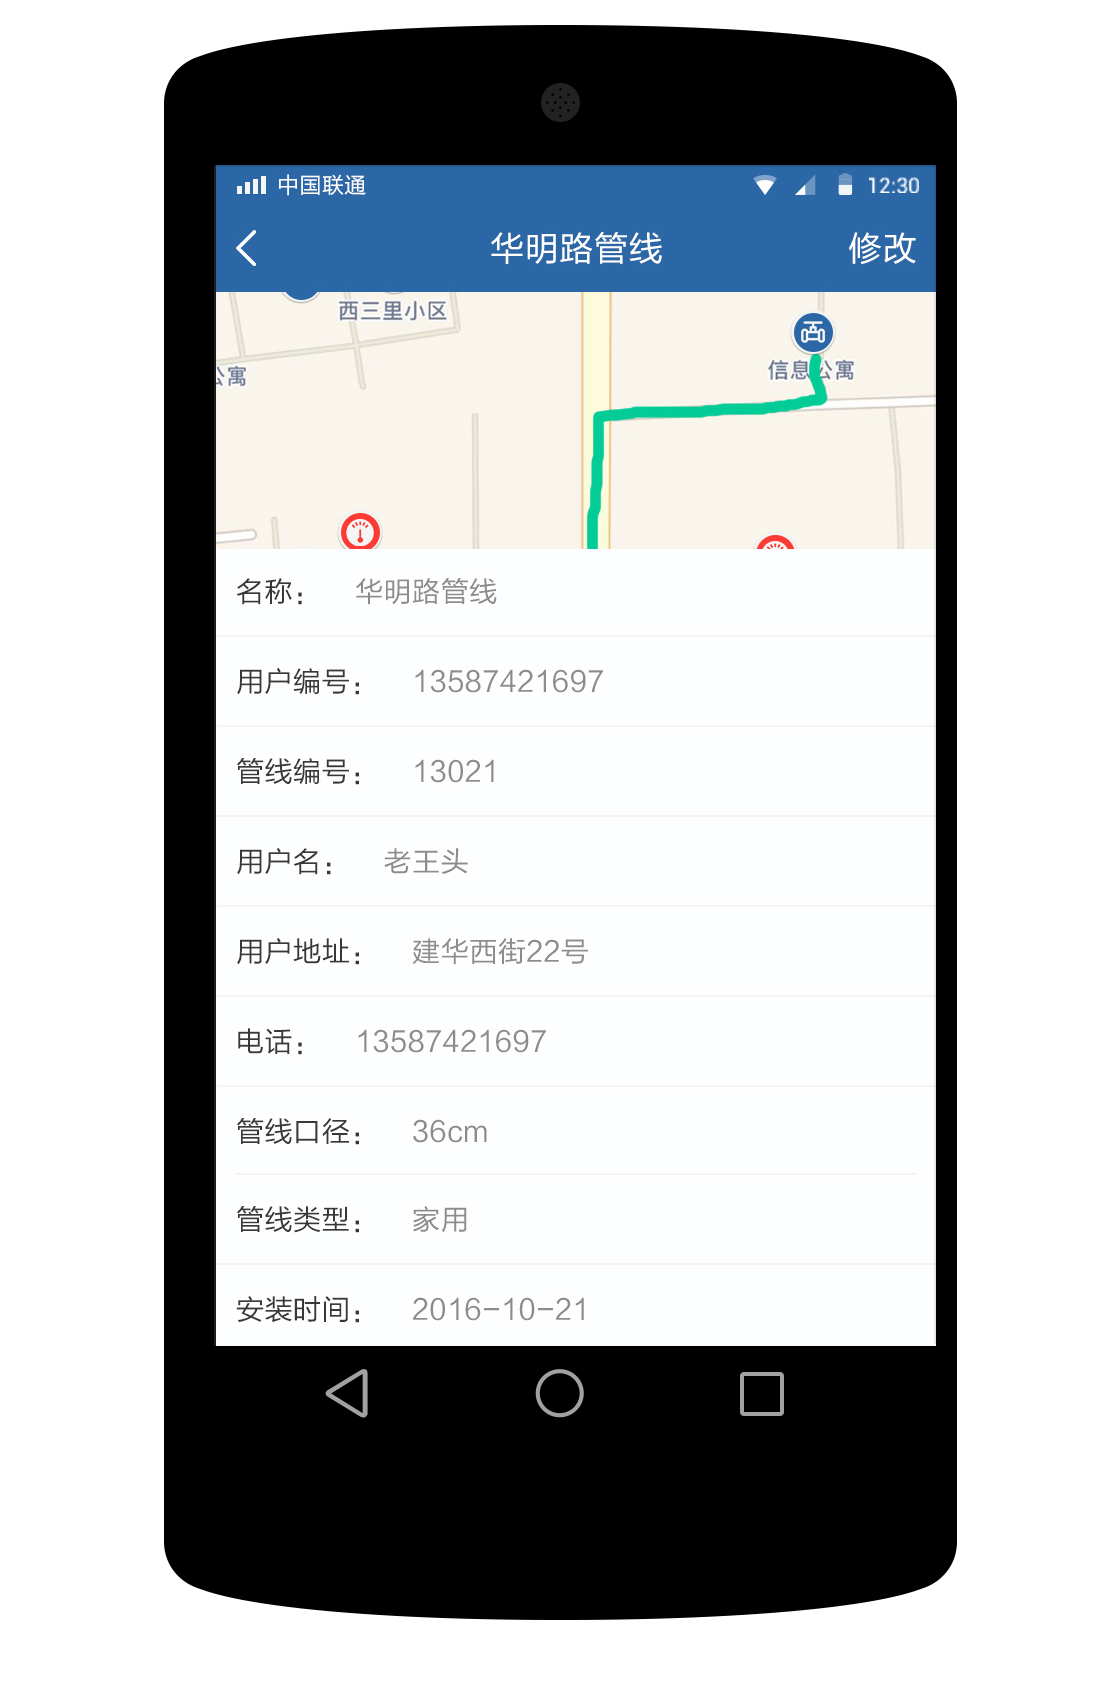 中国联通 12:30
华明路管线 修改
西三里小区
信息公寓
公寓
名称： 华明路管线
用户编号： 13587421697
管线编号： 13021
用户名： 老王头
用户地址： 建华西街22号
电话： 13587421697
管线口径： 36cm
管线类型： 家用
安装时间： 2016-10-21